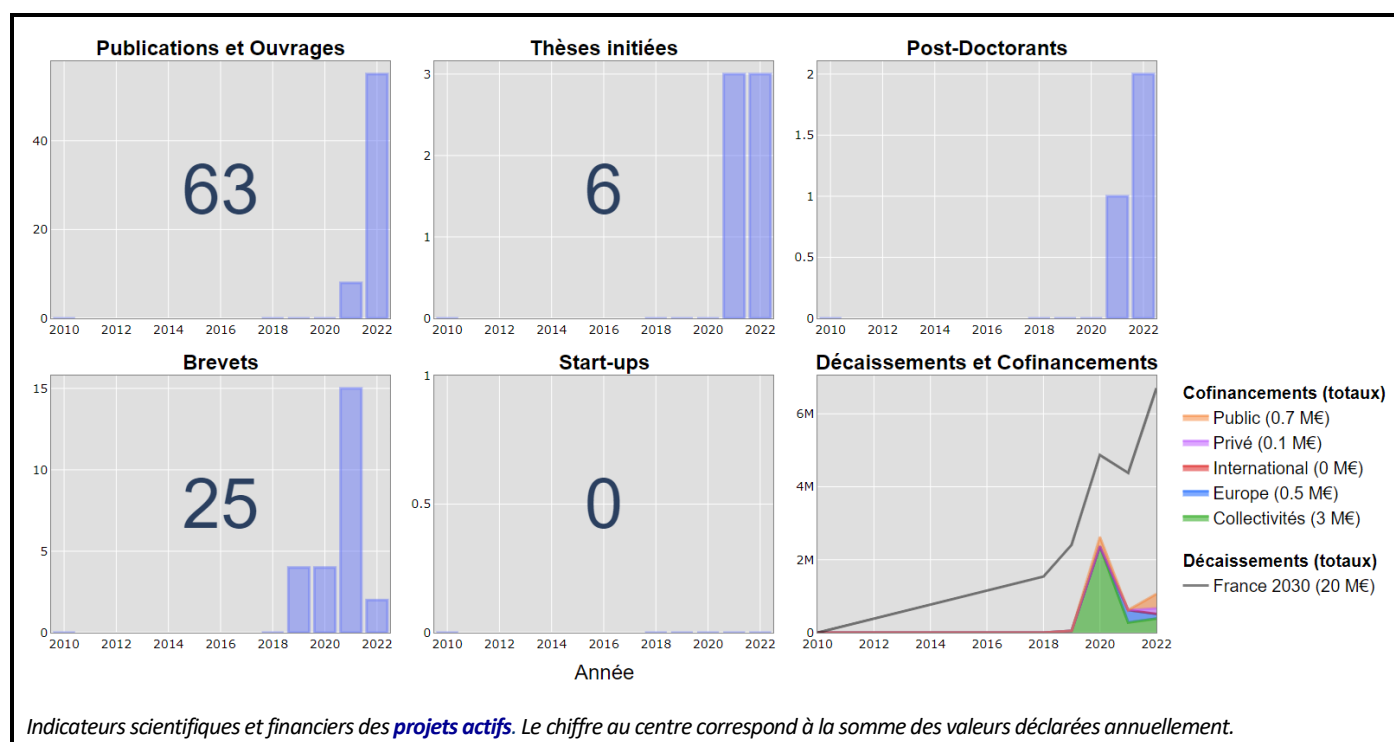 Publications et Ouvrages
40
20
0
63
2010 2012 2014 2016 2018 2020 2022
Thèses initiées
3
2
1
0
6
2010 2012 2014 2016 2018 2020 2022
Post-Doctorants
2
1.5
1
0.5
0
2010 2012 2014 2016 2018 2020 2022
Brevets
15
10
5
0
25
2010 2012 2014 2016 2018 2020 2022
Start-ups
1
0.5
0
0
2010 2012 2014 2016 2018 2020 2022
Année
Décaissements et Cofinancements
6M
4M
2M
0
2010 2012 2014 2016 2018 2020 2022
Cofinancements (totaux)
Public (0.7 M€)
Privé (0.1 M€)
International (0 M€)
Europe (0.5 M€)
Collectivités (3 M€)
Décaissements (totaux)
France 2030 (20 M€)
Indicateurs scientifiques et financiers des projets actifs. Le chiffre au centre correspond à la somme des valeurs déclarées annuellement.